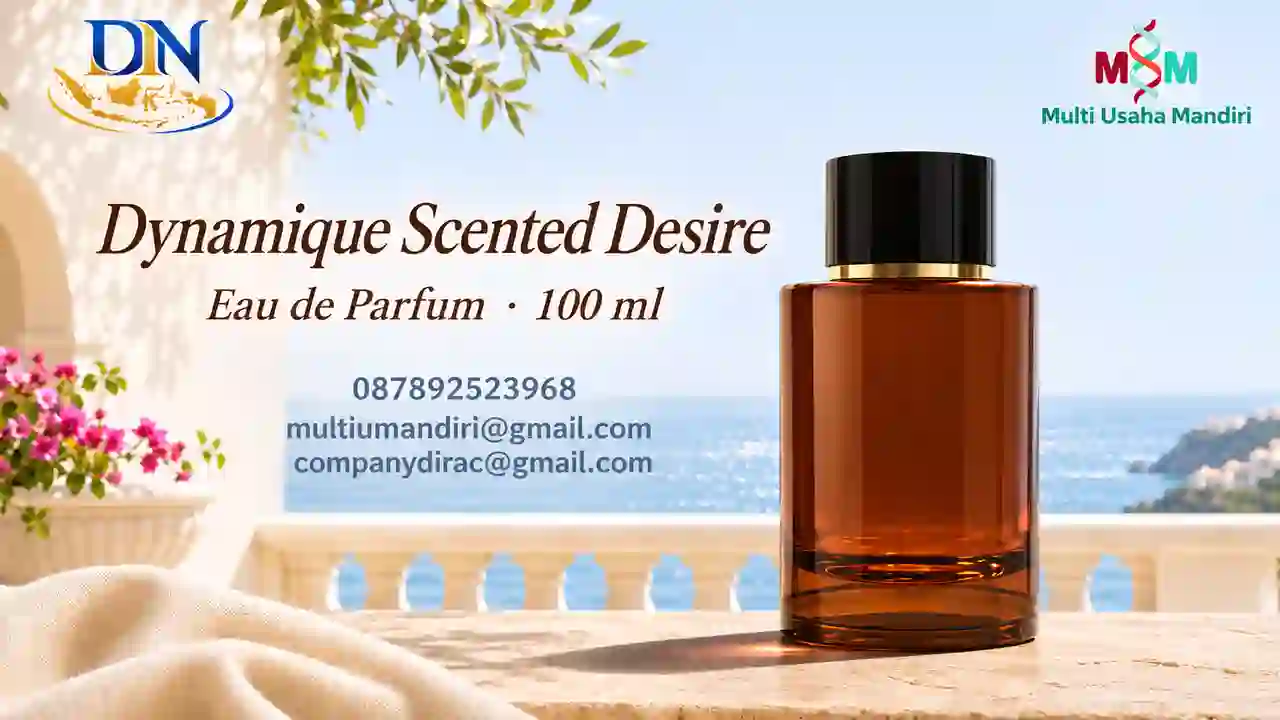 DN
MSM
Multi Usaha Mandiri
Dynamique Scented Desire
Eau de Parfum · 100 ml
087892523968
multiumandiri@gmail.com
companydirac@gmail.com